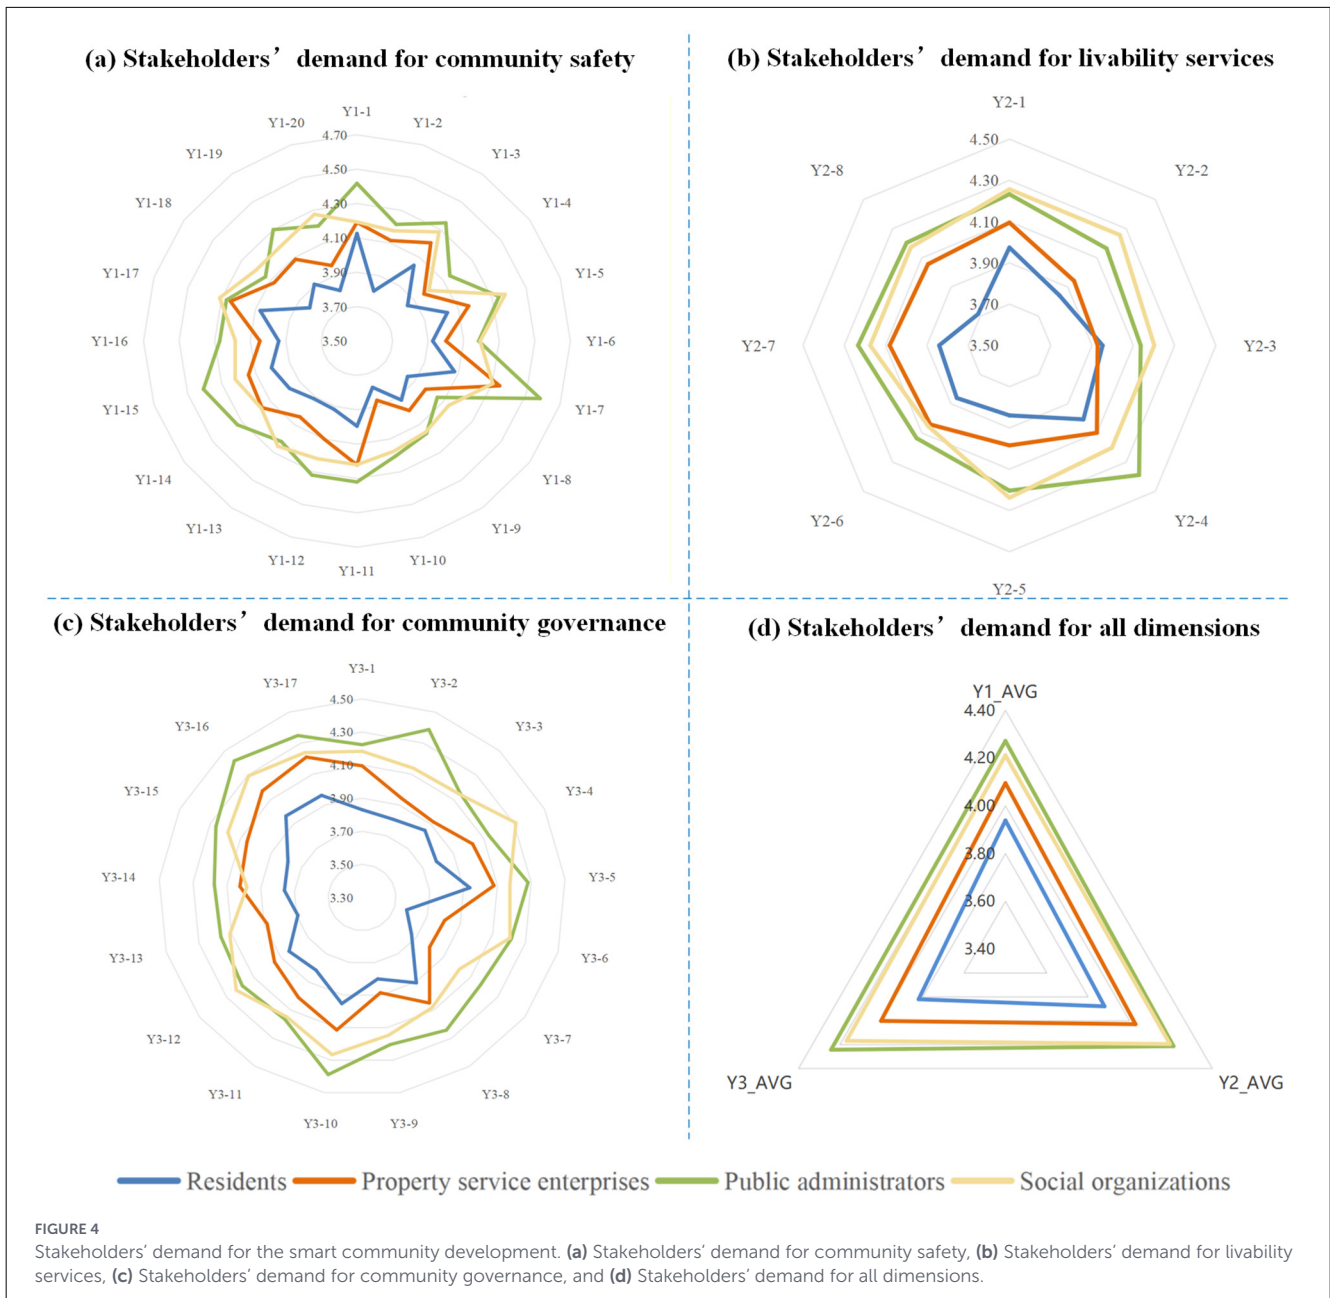 (a) Stakeholders’ demand for community safety
Y1-1
Y1-2
Y1-3
Y1-4
Y1-5
Y1-6
Y1-7
Y1-8
Y1-9
Y1-10
Y1-11
Y1-12
Y1-13
Y1-14
Y1-15
Y1-16
Y1-17
Y1-18
Y1-19
Y1-20
4.70
4.50
4.30
4.10
3.90
3.70
3.50
(b) Stakeholders’ demand for livability services
Y2-1
Y2-2
Y2-3
Y2-4
Y2-5
Y2-6
Y2-7
Y2-8
4.50
4.30
4.10
3.90
3.70
3.50
(c) Stakeholders’ demand for community governance
Y3-1
Y3-2
Y3-3
Y3-4
Y3-5
Y3-6
Y3-7
Y3-8
Y3-9
Y3-10
Y3-11
Y3-12
Y3-13
Y3-14
Y3-15
Y3-16
Y3-17
4.50
4.30
4.10
3.90
3.70
3.50
3.30
(d) Stakeholders’ demand for all dimensions
Y1_AVG
4.40
4.20
4.00
3.80
3.60
3.40
Y3_AVG
Y2_AVG
Residents Property service enterprises Public administrators Social organizations
FIGURE 4
Stakeholders’ demand for the smart community development. (a) Stakeholders’ demand for community safety, (b) Stakeholders’ demand for livability
services, (c) Stakeholders’ demand for community governance, and (d) Stakeholders’ demand for all dimensions.